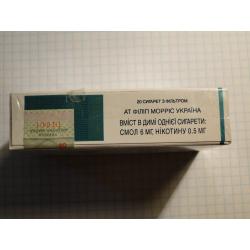 20 СИГАРЕТ З ФІЛЬТРОМ
АТ ФІЛІП МОРРІС УКРАЇНА
ВМІСТ В ДИМІ ОДНІЄЇ СИГАРЕТИ:
СМОЛ 6 МГ, НІКОТИНУ 0.5 МГ